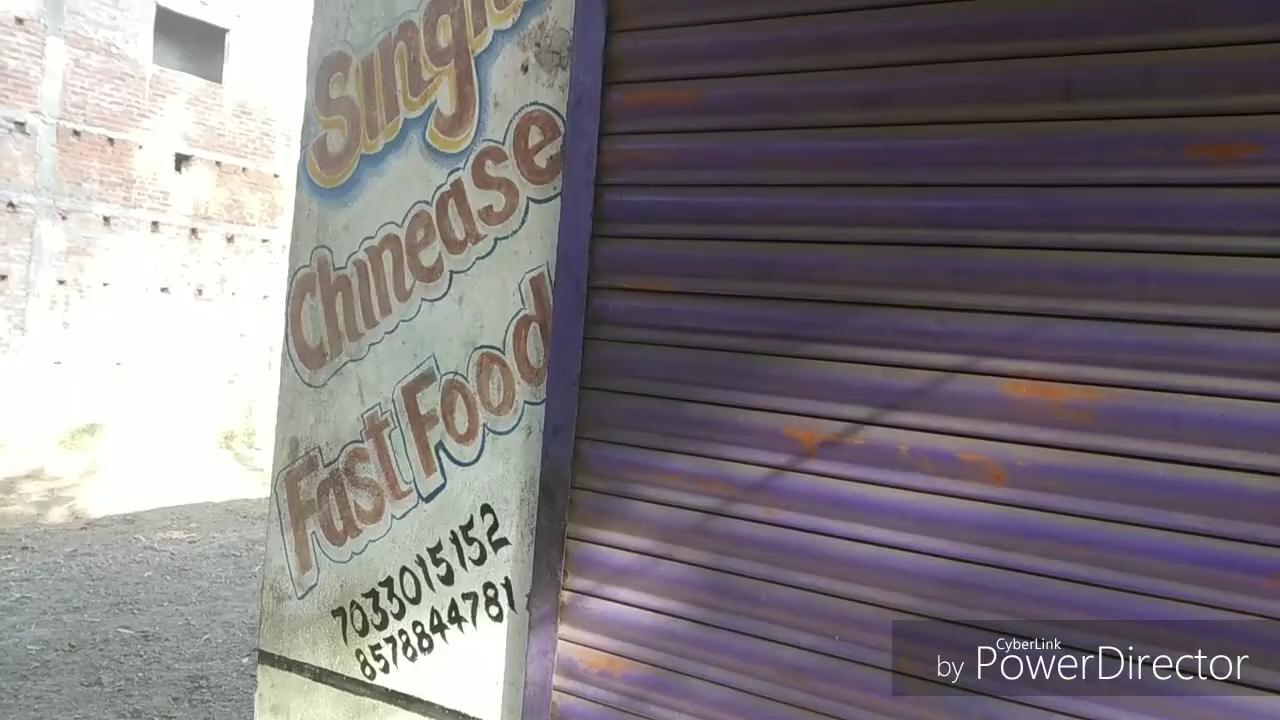 Chinease
Fast Food
7033015152
8578844781
CyberLink
by PowerDirector